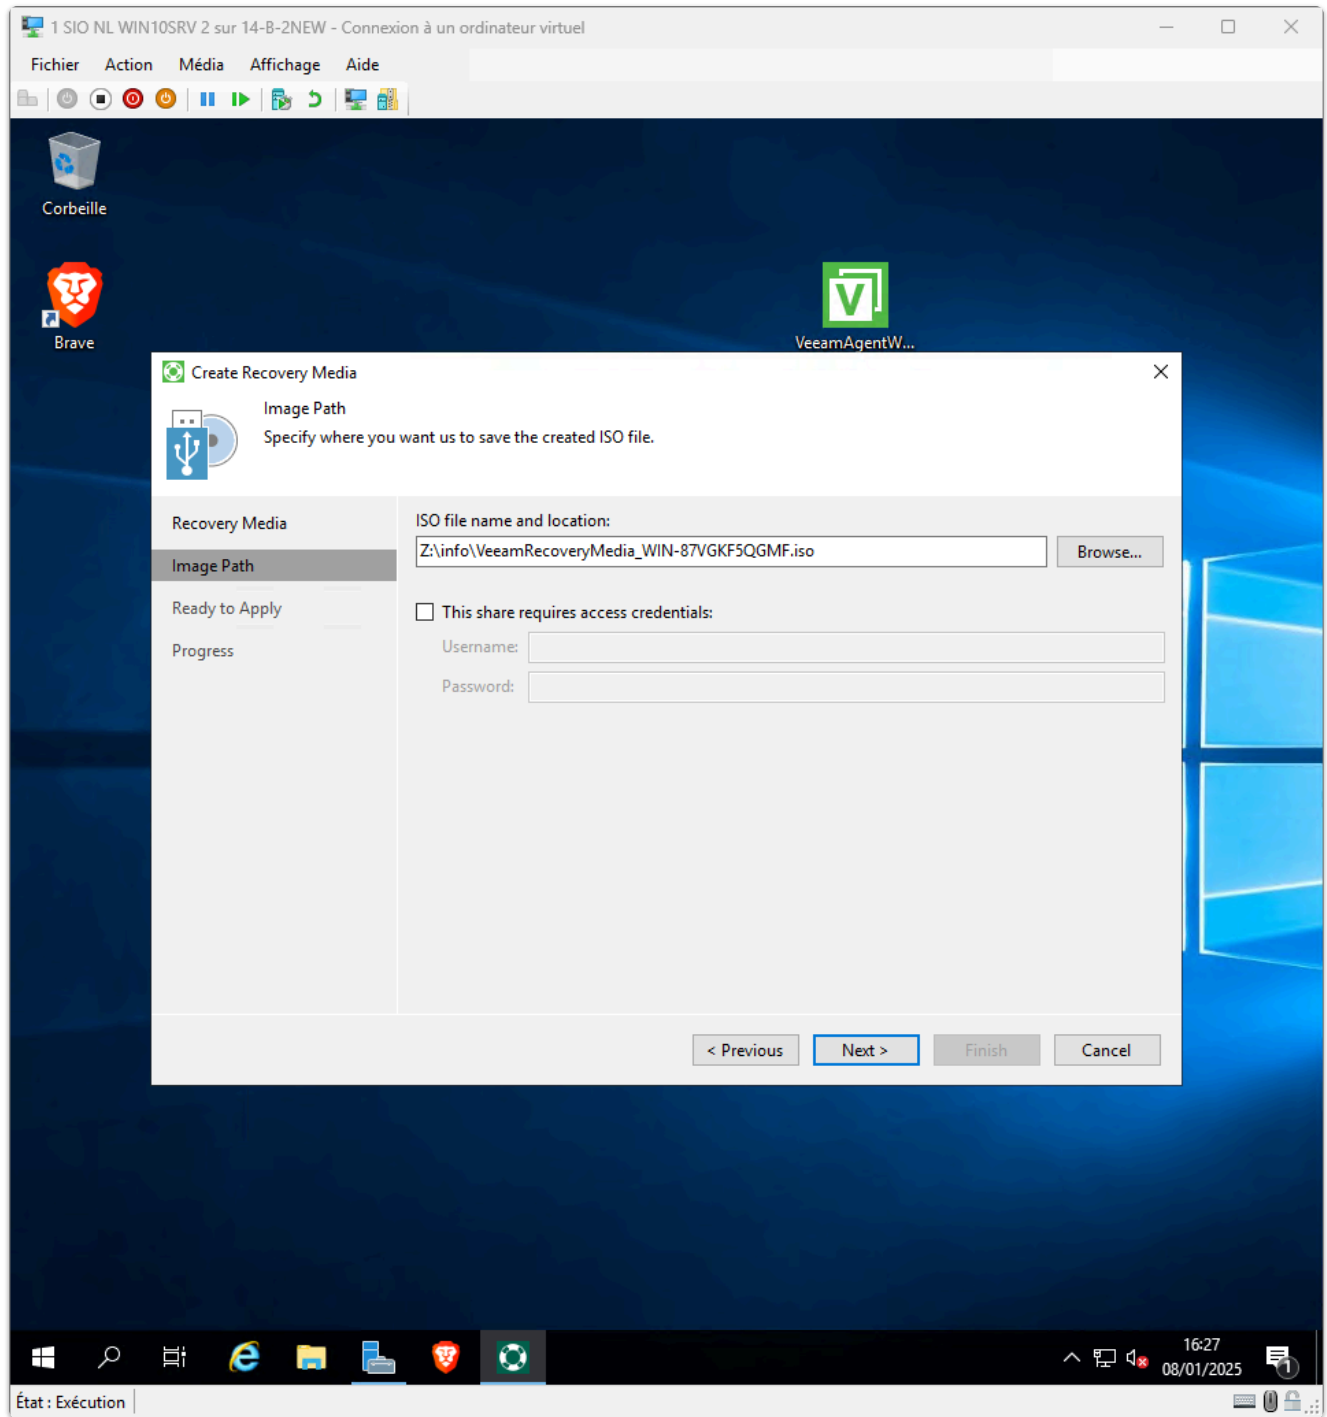 1 SIO NL WIN10SRV 2 sur 14-B-2NEW - Connexion à un ordinateur virtuel
Fichier Action Média Affichage Aide
Corbeille
Brave
VeeamAgentW...
Create Recovery Media
Image Path
Specify where you want us to save the created ISO file.
Recovery Media
Image Path
Ready to Apply
Progress
ISO file name and location:
Z:\info\VeeamRecoveryMedia_WIN-87VGKF5QGMF.iso
Browse...
This share requires access credentials:
Username:
Password:
< Previous
Next >
Finish
Cancel
16:27
08/01/2025
1
État : Exécution